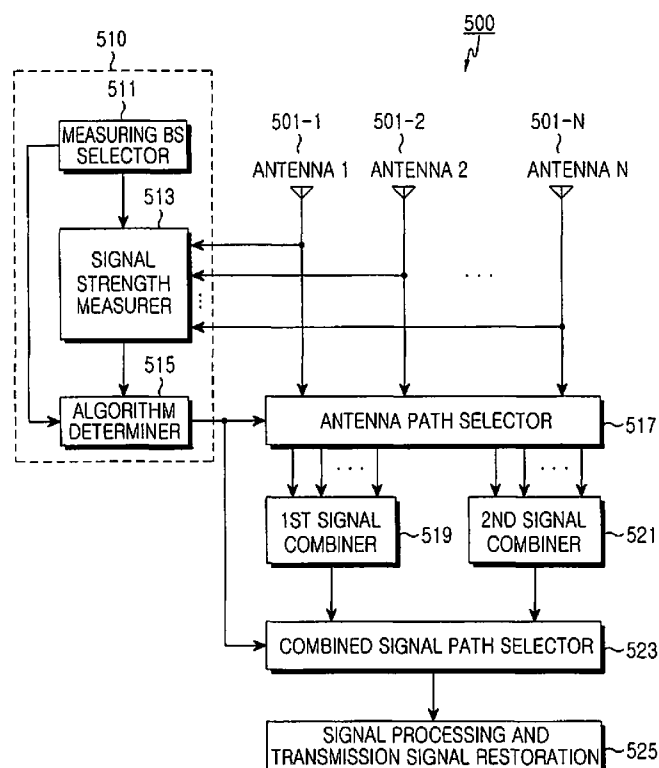 500
510
511
MEASURING BS
SELECTOR
501-1
501-2
501-N
ANTENNA 1
ANTENNA 2
ANTENNA N
513
SIGNAL
STRENGTH
MEASURER
515
ALGORITHM
DETERMINER
ANTENNA PATH SELECTOR
517
1ST SIGNAL
COMBINER
519
2ND SIGNAL
COMBINER
521
COMBINED SIGNAL PATH SELECTOR
523
SIGNAL PROCESSING AND
TRANSMISSION SIGNAL RESTORATION
525